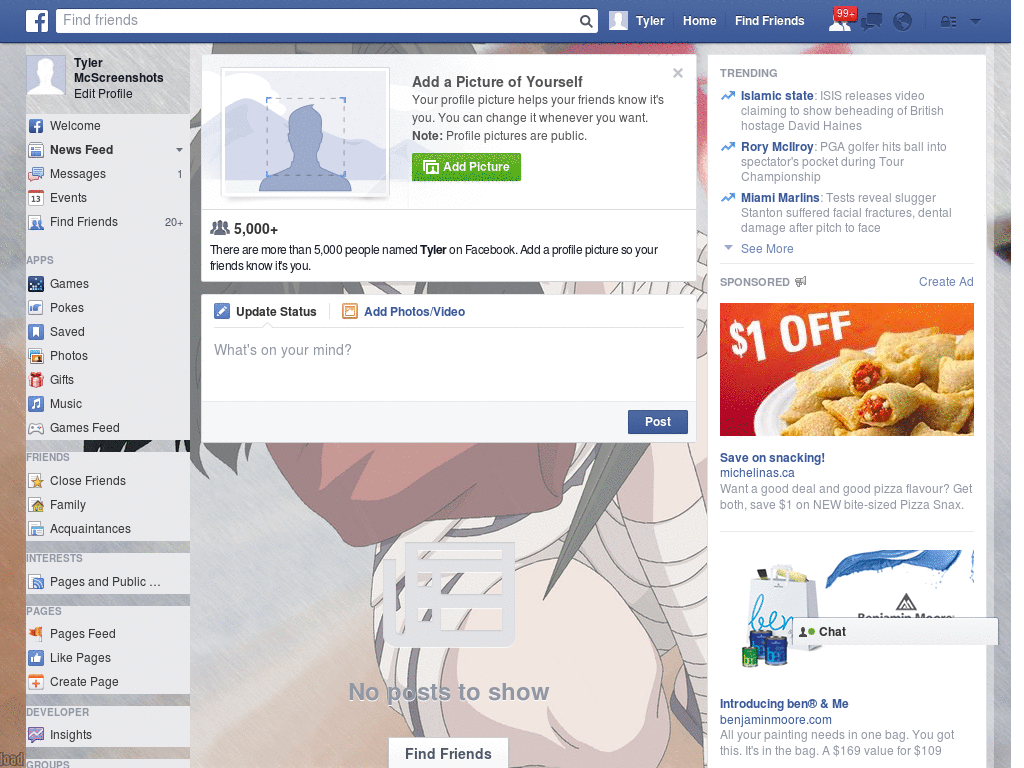 Find friends
Tyler
Home
Find Friends
99+
Tyler
McScreenshots
Edit Profile
Welcome
News Feed
Messages 1
13 Events
Find Friends 20+
APPS
Games
Pokes
Saved
Photos
Gifts
Music
Games Feed
FRIENDS
Close Friends
Family
Acquaintances
INTERESTS
Pages and Public ...
PAGES
Pages Feed
Like Pages
Create Page
DEVELOPER
Insights
GROUPS
load
Add a Picture of Yourself
Your profile picture helps your friends know it's
you. You can change it whenever you want.
Note: Profile pictures are public.
Add Picture
5,000+
There are more than 5,000 people named Tyler on Facebook. Add a profile picture so your
friends know it's you.
Update Status
Add Photos/Video
What's on your mind?
Post
No posts to show
Find Friends
TRENDING
Islamic state: ISIS releases video
claiming to show beheading of British
hostage David Haines
Rory McIlroy: PGA golfer hits ball into
spectator's pocket during Tour
Championship
Miami Marlins: Tests reveal slugger
Stanton suffered facial fractures, dental
damage after pitch to face
See More
SPONSORED
Create Ad
$1 OFF
Save on snacking!
michelinas.ca
Want a good deal and good pizza flavour? Get
both, save $1 on NEW bite-sized Pizza Snax.
ben
Benjamin Moore
Chat
Introducing ben® & Me
benjaminmoore.com
All your painting needs in one bag. You got
this. It's in the bag. A $169 value for $109